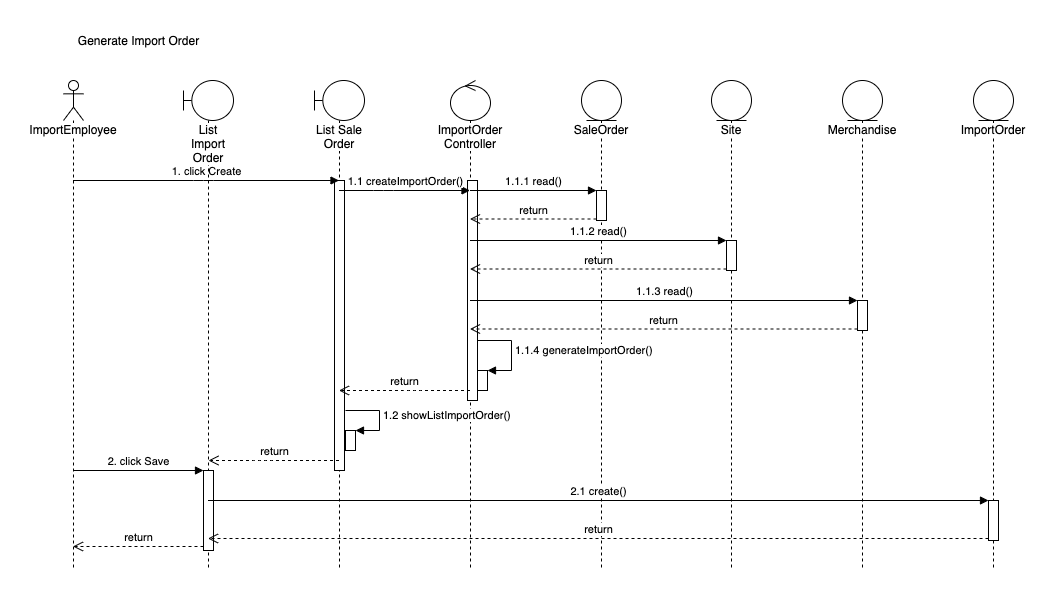 Generate Import Order
ImportEmployee
List
Import
Order
List Sale
Order
ImportOrder
Controller
SaleOrder
Site
Merchandise
ImportOrder
1. click Create
1.1 createImportOrder()
1.1.1 read()
return
1.1.2 read()
return
1.1.3 read()
return
1.1.4 generateImportOrder()
return
1.2 showListImportOrder()
return
2. click Save
2.1 create()
return
return